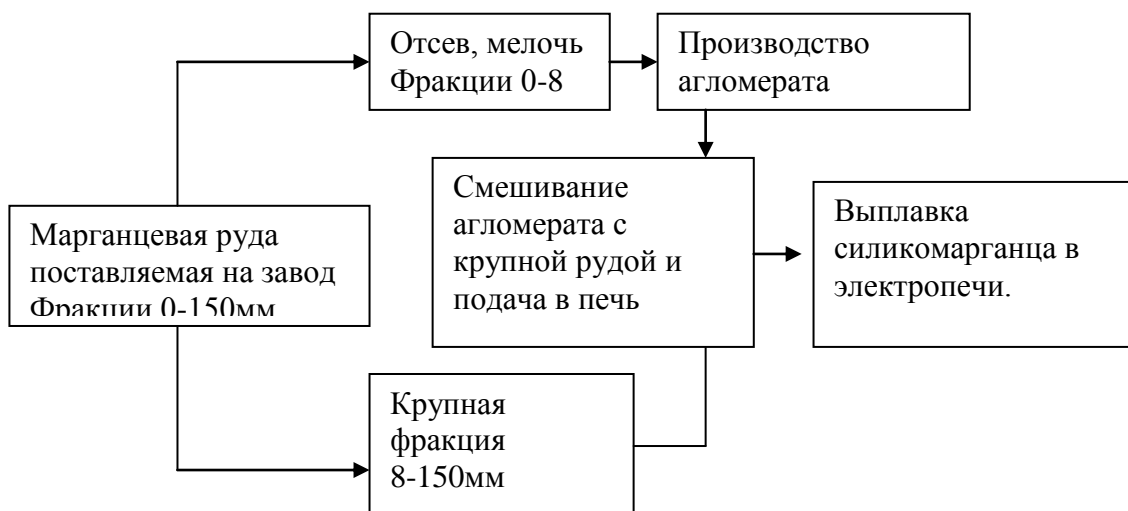 Отсев, мелочь
Фракции 0-8
Производство
агломерата
Марганцевая руда
поставляемая на завод
Фракции 0-150мм
Смешивание
агломерата с
крупной рудой и
подача в печь
Выплавка
силикомарганца в
электропечи.
Крупная
фракция
8-150мм